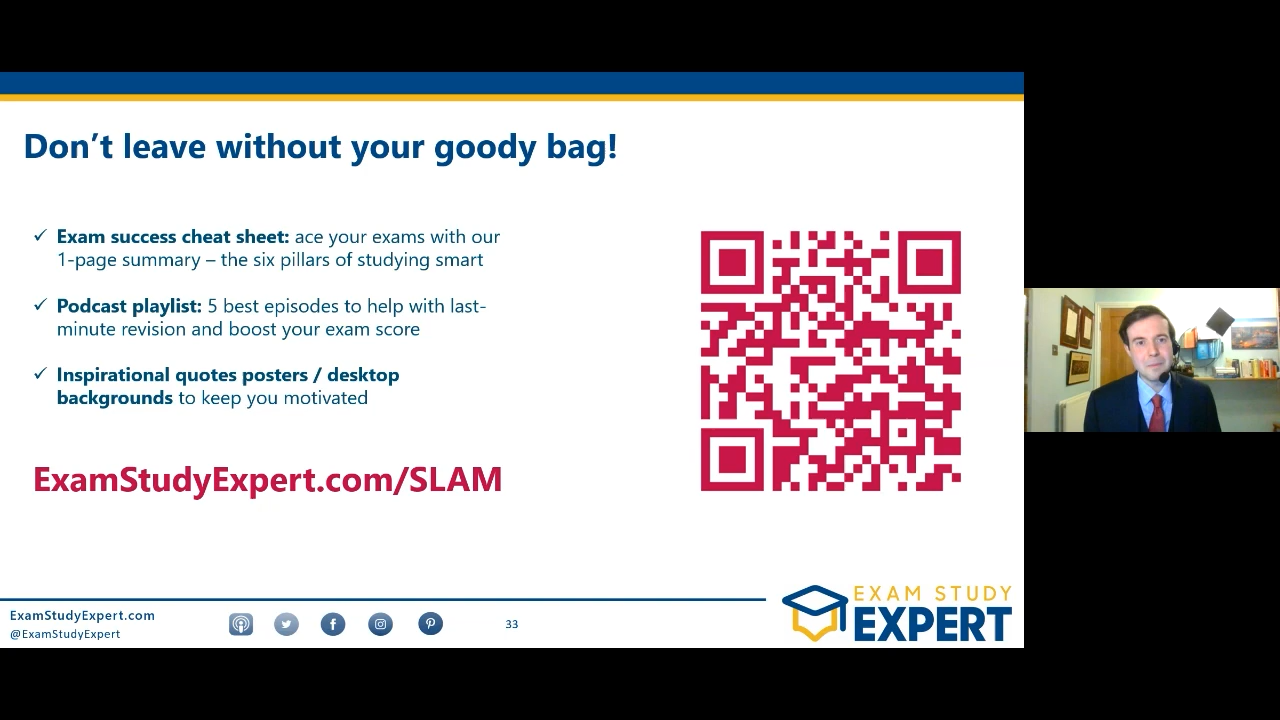 Don’t leave without your goody bag!
✓ Exam success cheat sheet: ace your exams with our
1-page summary – the six pillars of studying smart
✓ Podcast playlist: 5 best episodes to help with last-
minute revision and boost your exam score
✓ Inspirational quotes posters / desktop
backgrounds to keep you motivated
ExamStudyExpert.com/SLAM
ExamStudyExpert.com
@ExamStudyExpert
33
EXAM STUDY
EXPERT